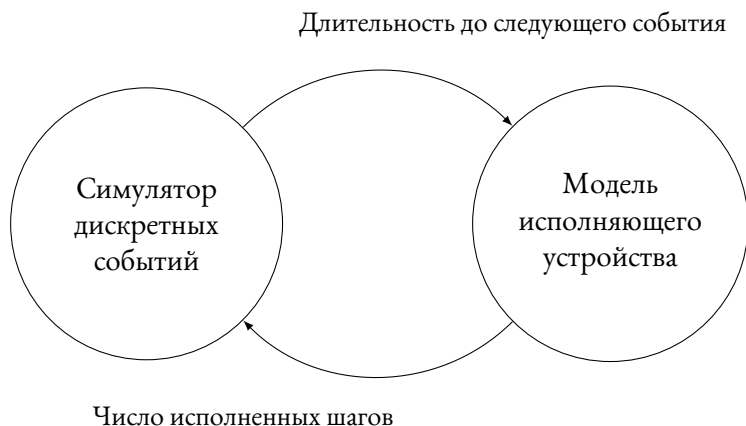 Длительность до следующего события
Симулятор
дискретных
событий
Модель
исполняющего
устройства
Число исполненных шагов